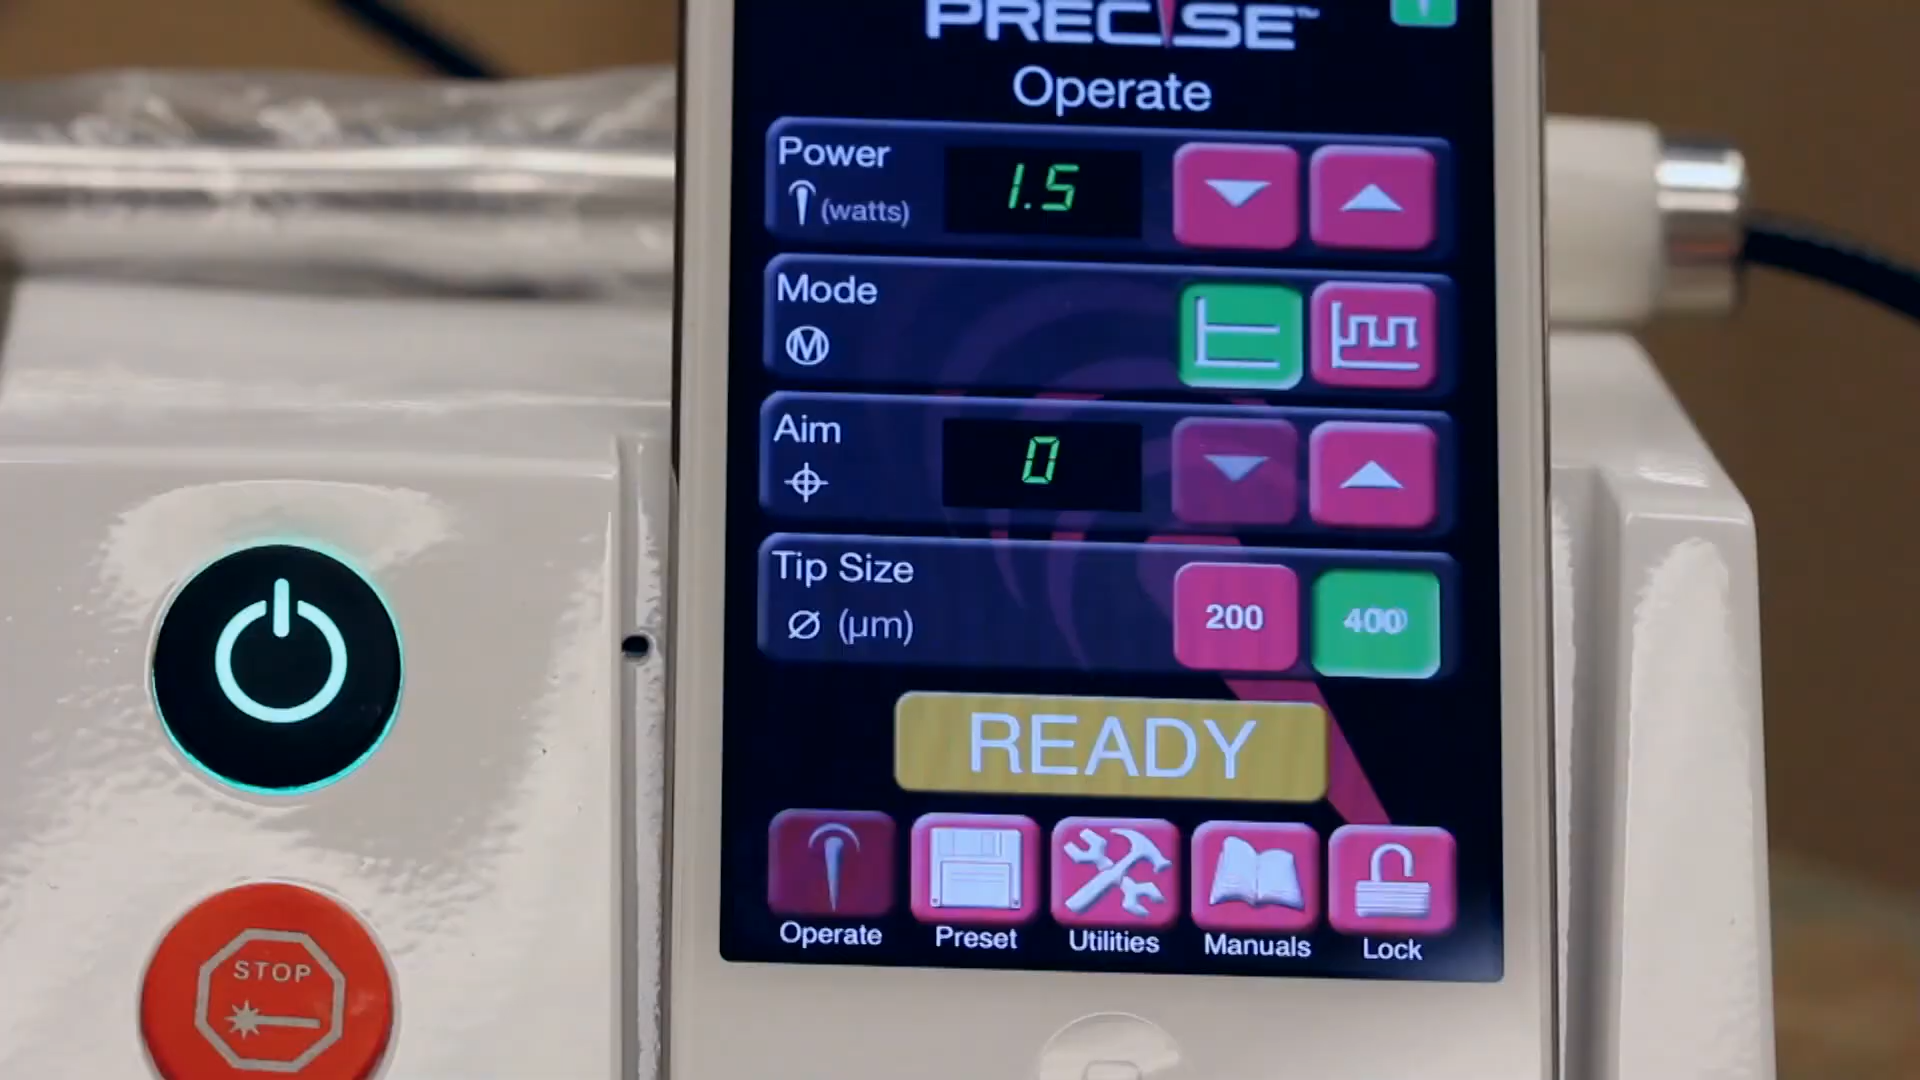 PRECISE™
Operate
Power
(watts)
1.5
Mode
M
Aim
0
Tip Size
Ø (µm)
200
400
READY
Operate
Preset
Utilities
Manuals
Lock
STOP